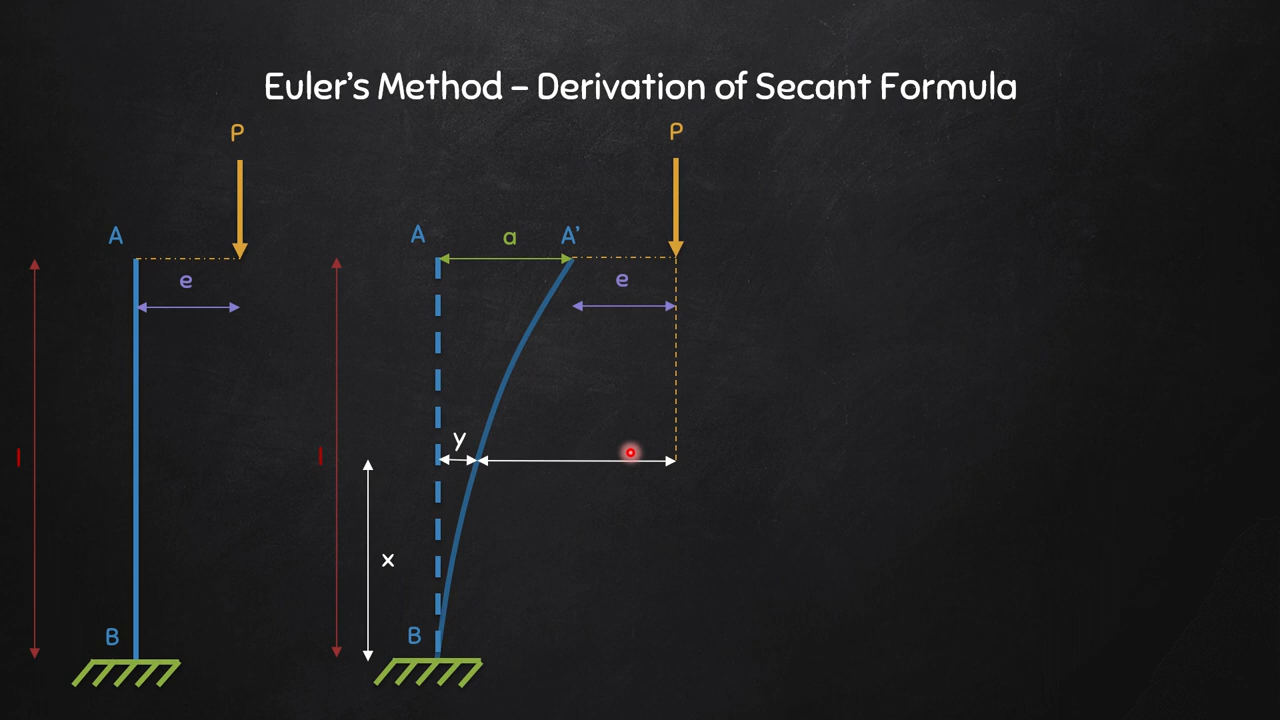 Euler's Method – Derivation of Secant Formula
P
P
A
A
a
A'
e
e
y
l
l
x
B
B